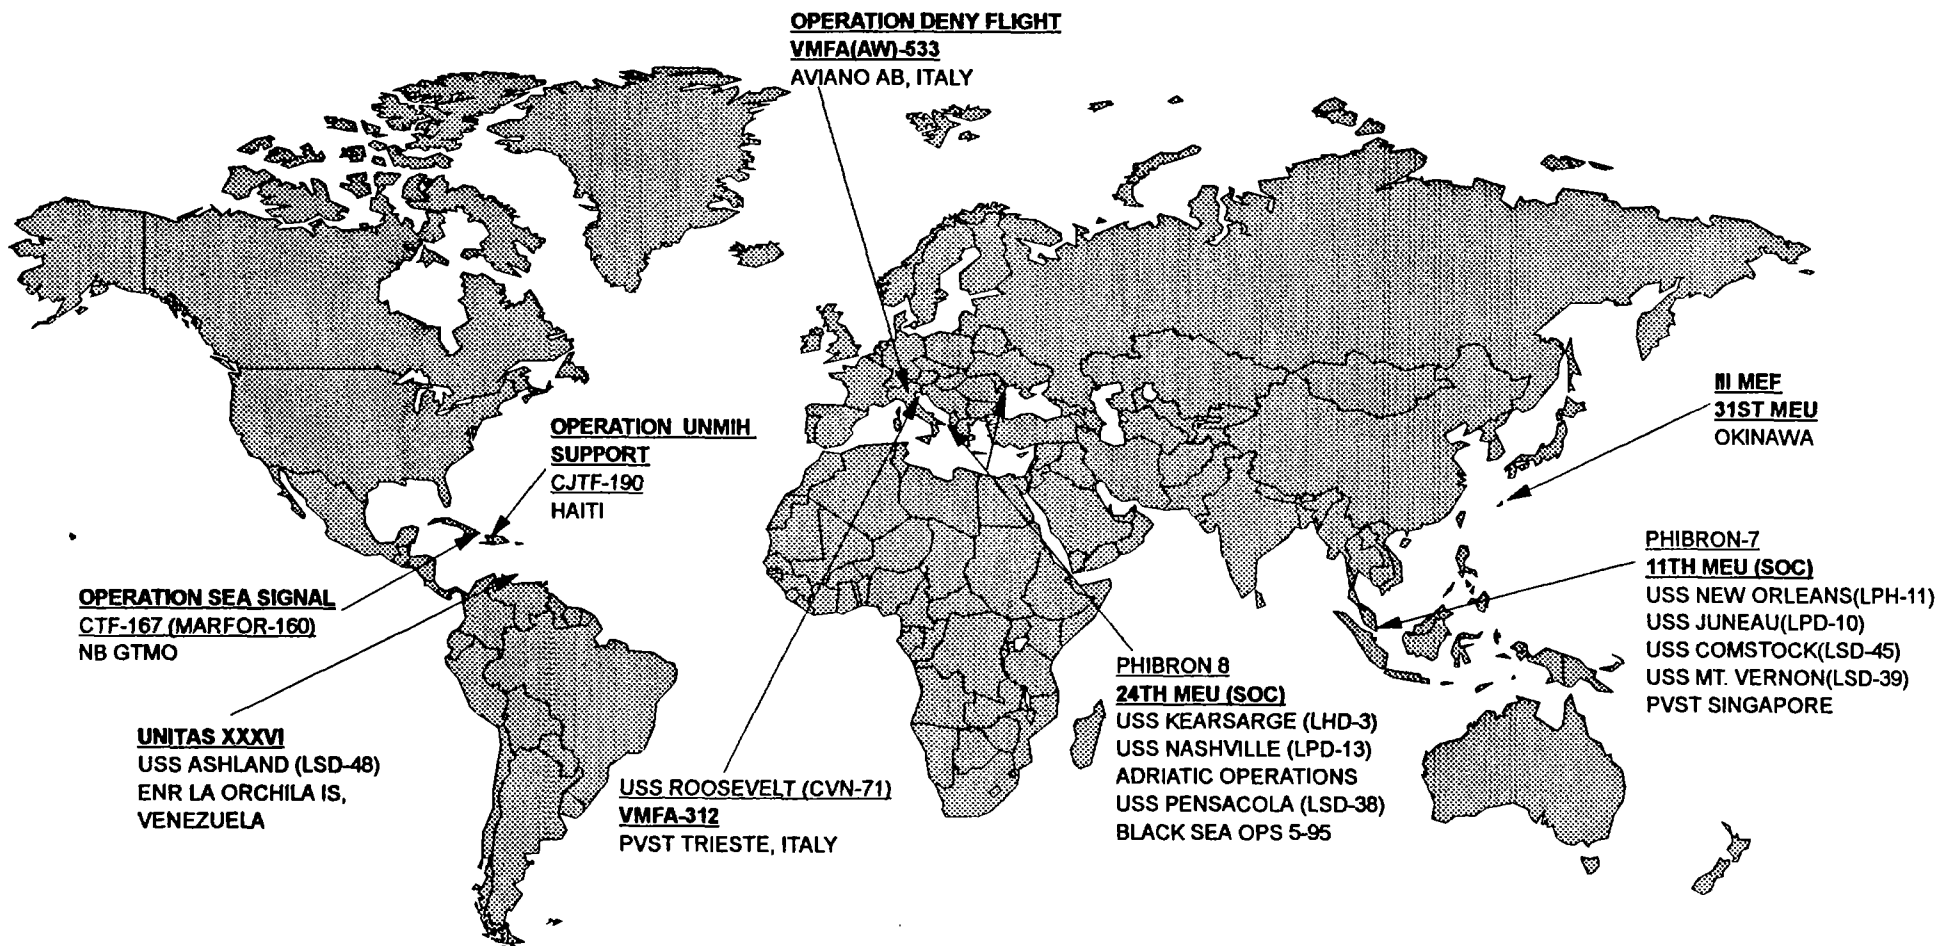 OPERATION DENY FLIGHT
VMFA(AW)-533
AVIANO AB, ITALY
III MEF
31ST MEU
OKINAWA
OPERATION UNMIH
SUPPORT
CJTF-190
HAITI
PHIBRON-7
11TH MEU (SOC)
USS NEW ORLEANS(LPH-11)
USS JUNEAU(LPD-10)
USS COMSTOCK(LSD-45)
USS MT. VERNON(LSD-39)
PVST SINGAPORE
OPERATION SEA SIGNAL
CTF-167 (MARFOR-160)
NB GTMO
PHIBRON 8
24TH MEU (SOC)
USS KEARSARGE (LHD-3)
USS NASHVILLE (LPD-13)
ADRIATIC OPERATIONS
USS PENSACOLA (LSD-38)
BLACK SEA OPS 5-95
UNITAS XXXVI
USS ASHLAND (LSD-48)
ENR LA ORCHILA IS,
VENEZUELA
USS ROOSEVELT (CVN-71)
VMFA-312
PVST TRIESTE, ITALY